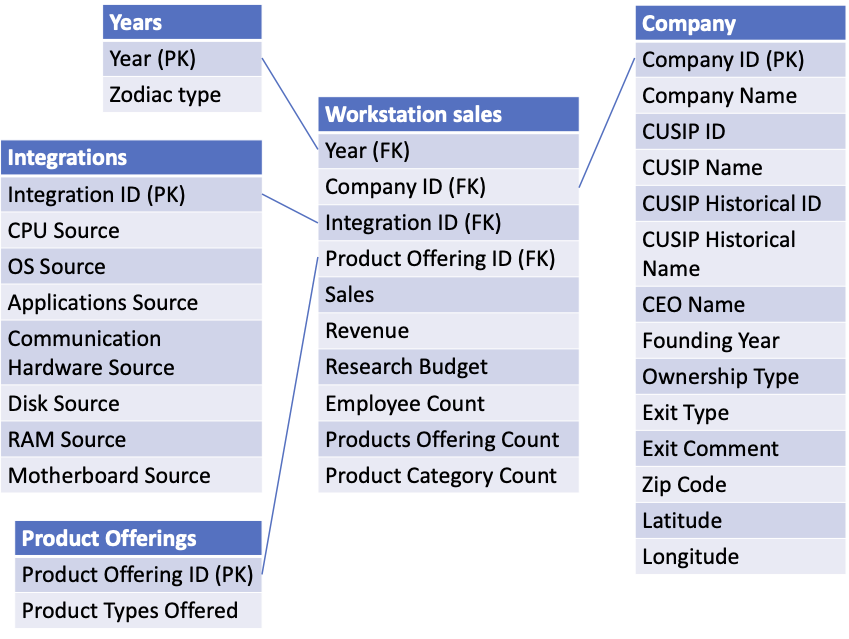 Years
Year (PK)
Zodiac type
Integrations
Integration ID (PK)
CPU Source
OS Source
Applications Source
Communication
Hardware Source
Disk Source
RAM Source
Motherboard Source
Product Offerings
Product Offering ID (PK)
Product Types Offered
Workstation sales
Year (FK)
Company ID (FK)
Integration ID (FK)
Product Offering ID (FK)
Sales
Revenue
Research Budget
Employee Count
Products Offering Count
Product Category Count
Company
Company ID (PK)
Company Name
CUSIP ID
CUSIP Name
CUSIP Historical ID
CUSIP Historical
Name
CEO Name
Founding Year
Ownership Type
Exit Type
Exit Comment
Zip Code
Latitude
Longitude